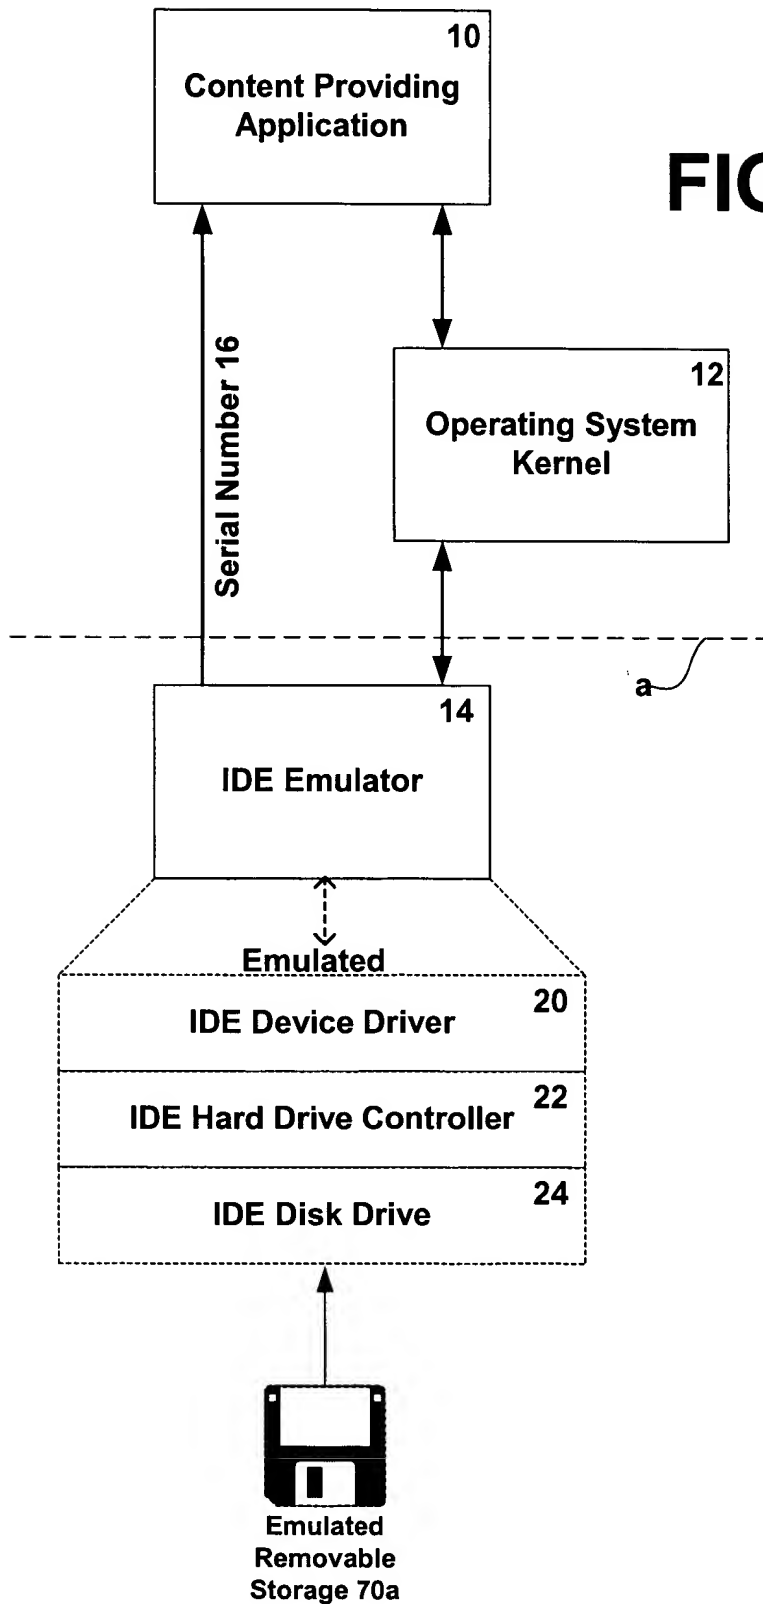 10
Content Providing
Application
FIG
Serial Number 16
12
Operating System
Kernel
a
14
IDE Emulator
Emulated
20
IDE Device Driver
22
IDE Hard Drive Controller
24
IDE Disk Drive
Emulated
Removable
Storage 70a